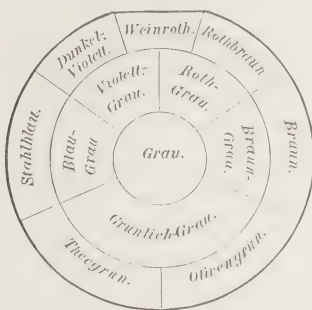 Weinroth.
Rothbraun
Braun.
Olivengrün.
Theegrün.
Stahlblau.
Dunkel-
Violett.
Violett-
Grau.
Roth-
Grau.
Braun-
Grau.
Grünlich-Grau.
Blau-
Grau
Grau.